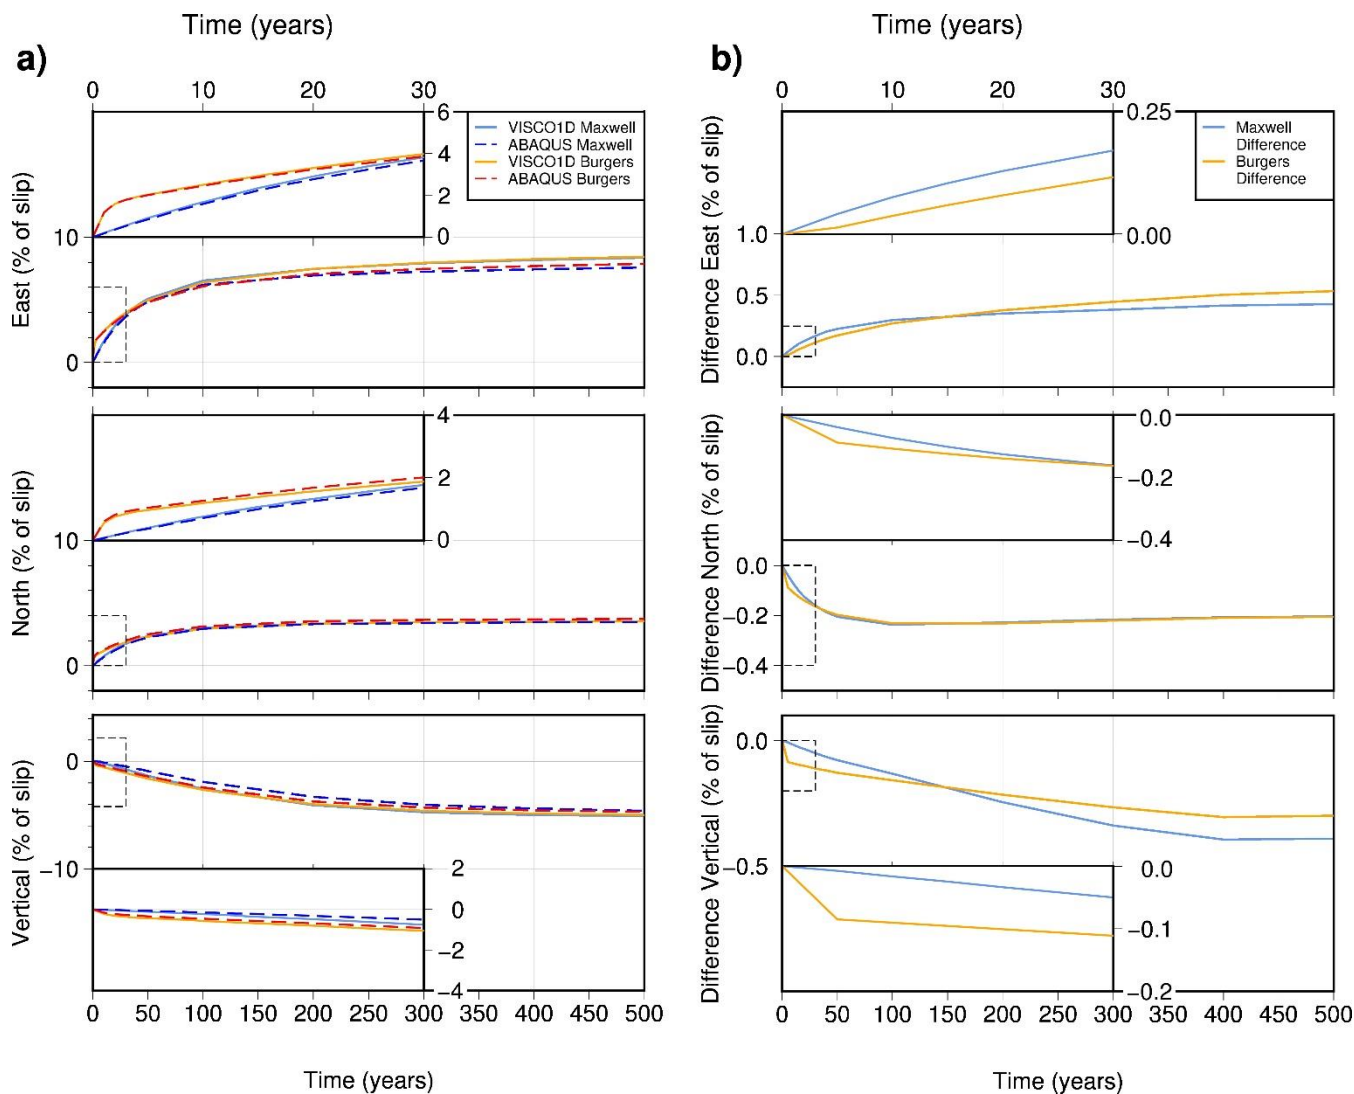 Time (years)
a)
0 10 20 30
6
4
2
0
VISCO1D Maxwell
ABAQUS Maxwell
VISCO1D Burgers
ABAQUS Burgers
East (% of slip)
10
0
4
2
0
North (% of slip)
10
0
Vertical (% of slip)
0
−10
2
0
−2
−4
0 50 100 150 200 250 300 350 400 450 500
Time (years)
Time (years)
b)
0 10 20 30
0.25
0.00
Maxwell
Difference
Burgers
Difference
Difference East (% of slip)
1.0
0.5
0.0
0.0
−0.2
−0.4
Difference North (% of slip)
0.0
−0.2
−0.4
Difference Vertical (% of slip)
0.0
−0.5
0.0
−0.1
−0.2
0 50 100 150 200 250 300 350 400 450 500
Time (years)